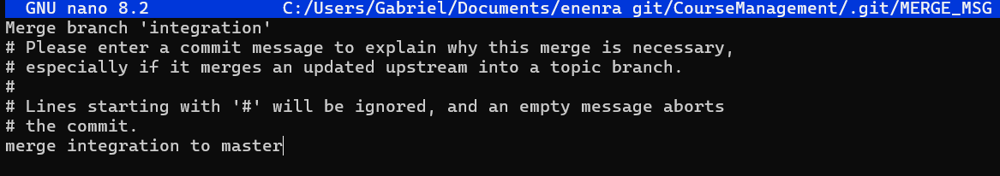 GNU nano 8.2 C:/Users/Gabriel/Documents/enenra git/CourseManagement/.git/MERGE_MSG
Merge branch 'integration'
# Please enter a commit message to explain why this merge is necessary,
# especially if it merges an updated upstream into a topic branch.
#
# Lines starting with '#' will be ignored, and an empty message aborts
# the commit.
merge integration to master